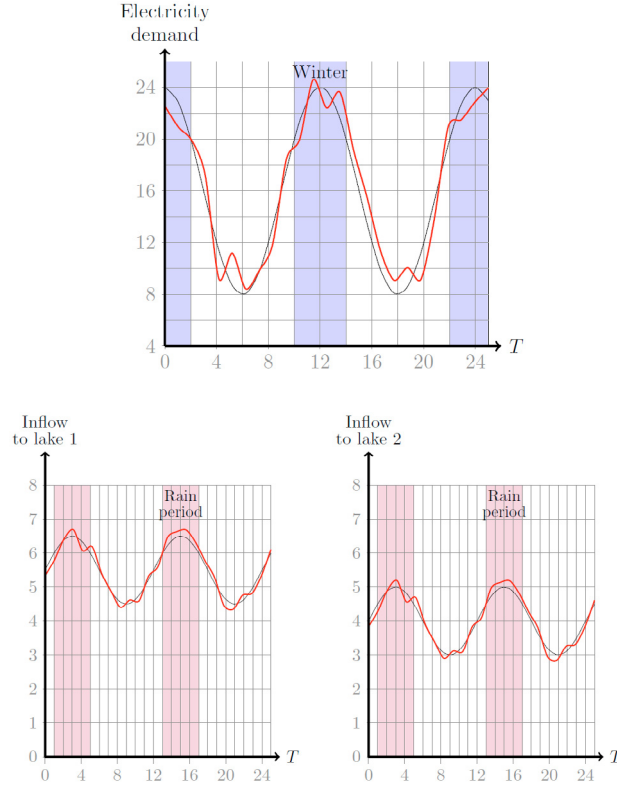 Electricity
demand
Winter
24
20
16
12
8
4
0 4 8 12 16 20 24
T
Inflow
to lake 1
Rain
period
8
7
6
5
4
3
2
1
0
0 4 8 12 16 20 24
T
Inflow
to lake 2
Rain
period
8
7
6
5
4
3
2
1
0
0 4 8 12 16 20 24
T